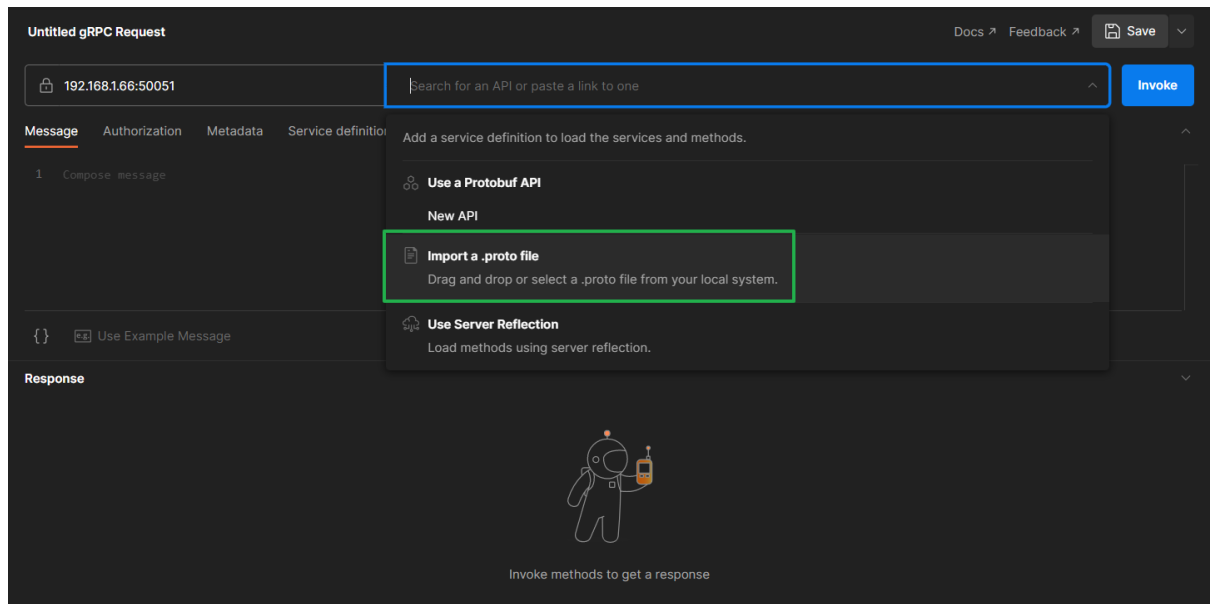 Untitled gRPC Request
Docs ↗ Feedback ↗ Save
192.168.1.66:50051
Search for an API or paste a link to one
Invoke
Message Authorization Metadata Service definition
Add a service definition to load the services and methods.
1 Compose message
Use a Protobuf API
New API
Import a .proto file
Drag and drop or select a .proto file from your local system.
Use Server Reflection
Load methods using server reflection.
{} e.g. Use Example Message
Response
Invoke methods to get a response